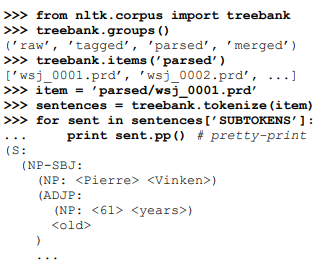 >>> from nltk.corpus import treebank
>>> treebank.groups()
(’raw’, ’tagged’, ’parsed’, ’merged’)
>>> treebank.items(’parsed’)
[’wsj_0001.prd’, ’wsj_0002.prd’, ...]
>>> item = ’parsed/wsj_0001.prd’
>>> sentences = treebank.tokenize(item)
>>> for sent in sentences[’SUBTOKENS’]:
...     print sent.pp() # pretty-print
(S:
  (NP-SBJ:
    (NP: <Pierre> <Vinken>)
    (ADJP:
      (NP: <61> <years>)
      <old>
    )
    ...